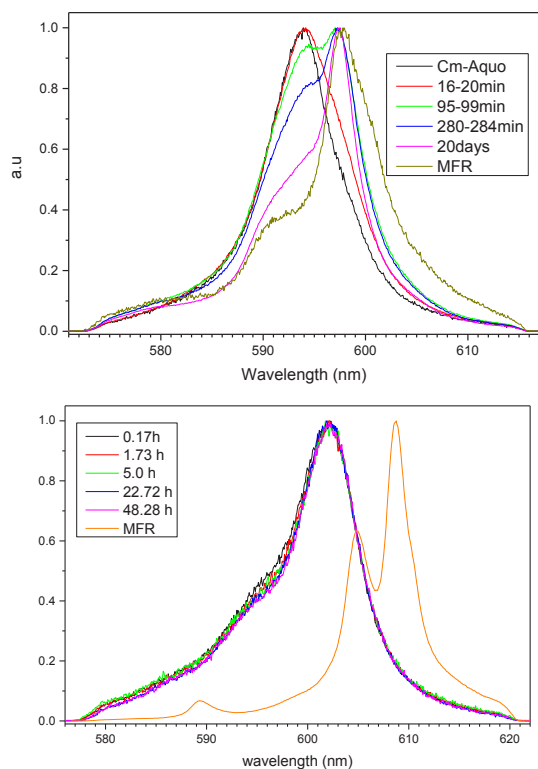 1.0
0.8
0.6
0.4
0.2
0.0
a.u
Cm-Aquo
16-20min
95-99min
280-284min
20days
MFR
580
590
600
610
Wavelength (nm)
1.0
0.8
0.6
0.4
0.2
0.0
0.17h
1.73 h
5.0 h
22.72 h
48.28 h
MFR
580
590
600
610
620
wavelength (nm)